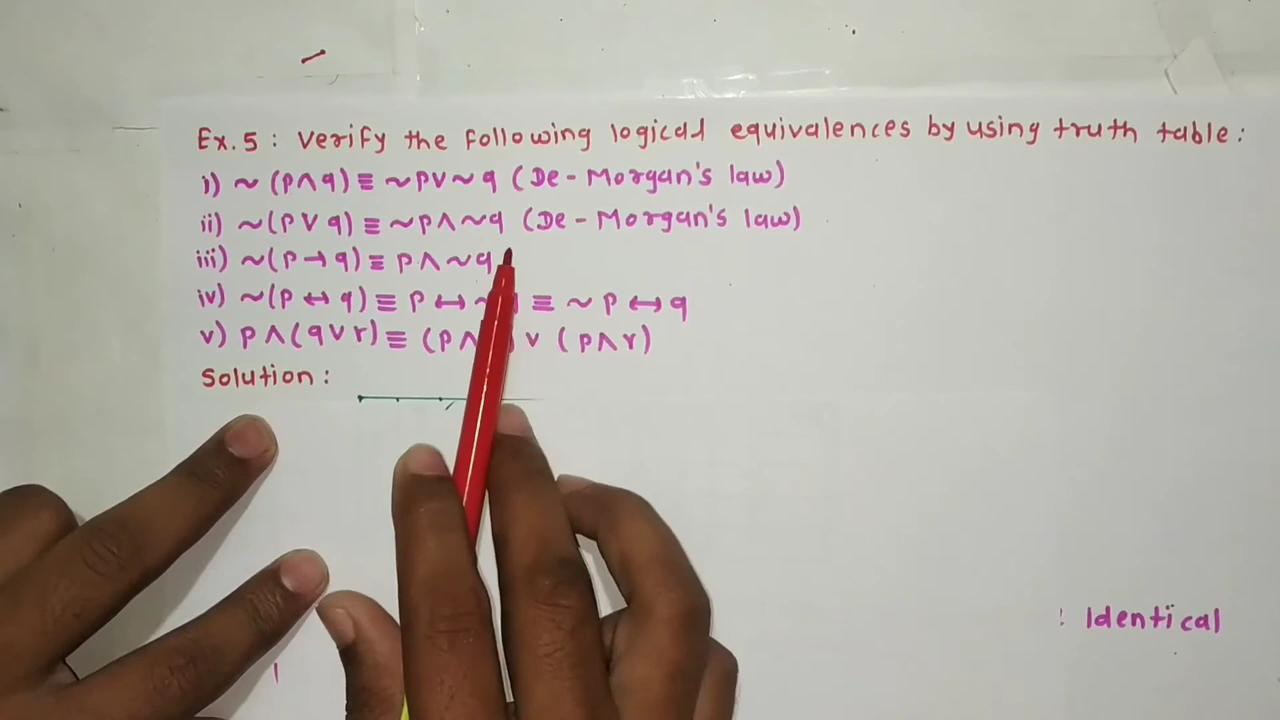 Ex.5 : Verify the following logical equivalences by using truth table :
i) ~ (p∧q) ≡ ~p∨~q (De-Morgan's law)
ii) ~(p∨q) ≡ ~p∧~q (De-Morgan's law)
iii) ~(p→q) ≡ p∧~q
iv) ~(p↔q) ≡ p↔~ ≡ ~p↔q
v) p∧(q∨r) ≡ (p∧ ) ∨ (p∧r)
Solution :
: Identical